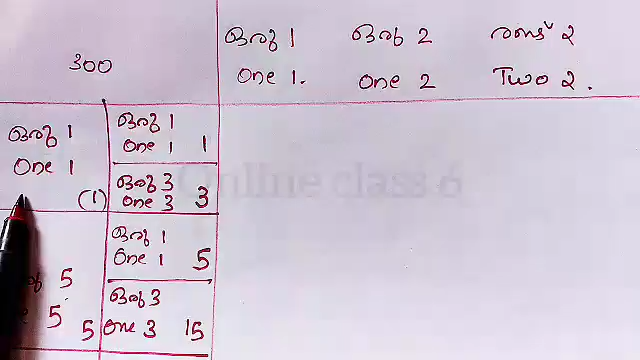 ഒരു 1 ഒരു 2 രണ്ട് 2
One 1. One 2 Two 2.
300
ഒരു 1
One 1
(1)
ഒരു 1
One 1 1
ഒരു 3
One 3 3
5
5
5
ഒരു 1
One 1 5
ഒരു 3
One 3 15
Online class 6